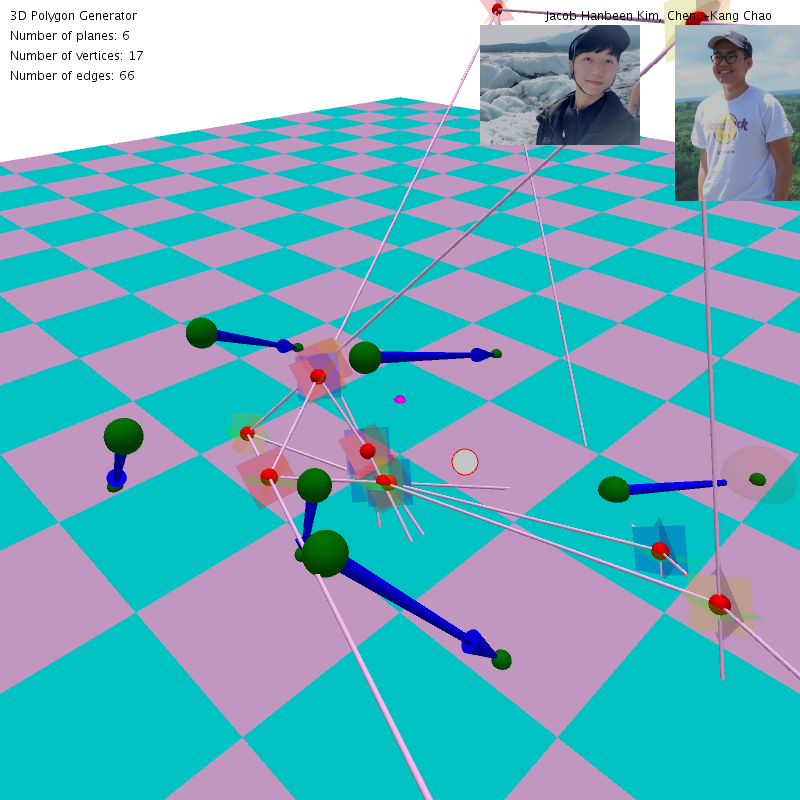 3D Polygon Generator
Jacob Hanbeen Kim, Cheng-Kang Chao
Number of planes: 6
Number of vertices: 17
Number of edges: 66